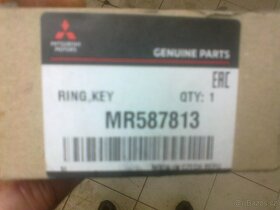 MITSUBISHI
MOTORS
GENUINE PARTS
EAC
RING,KEY QTY: 1
MR587813